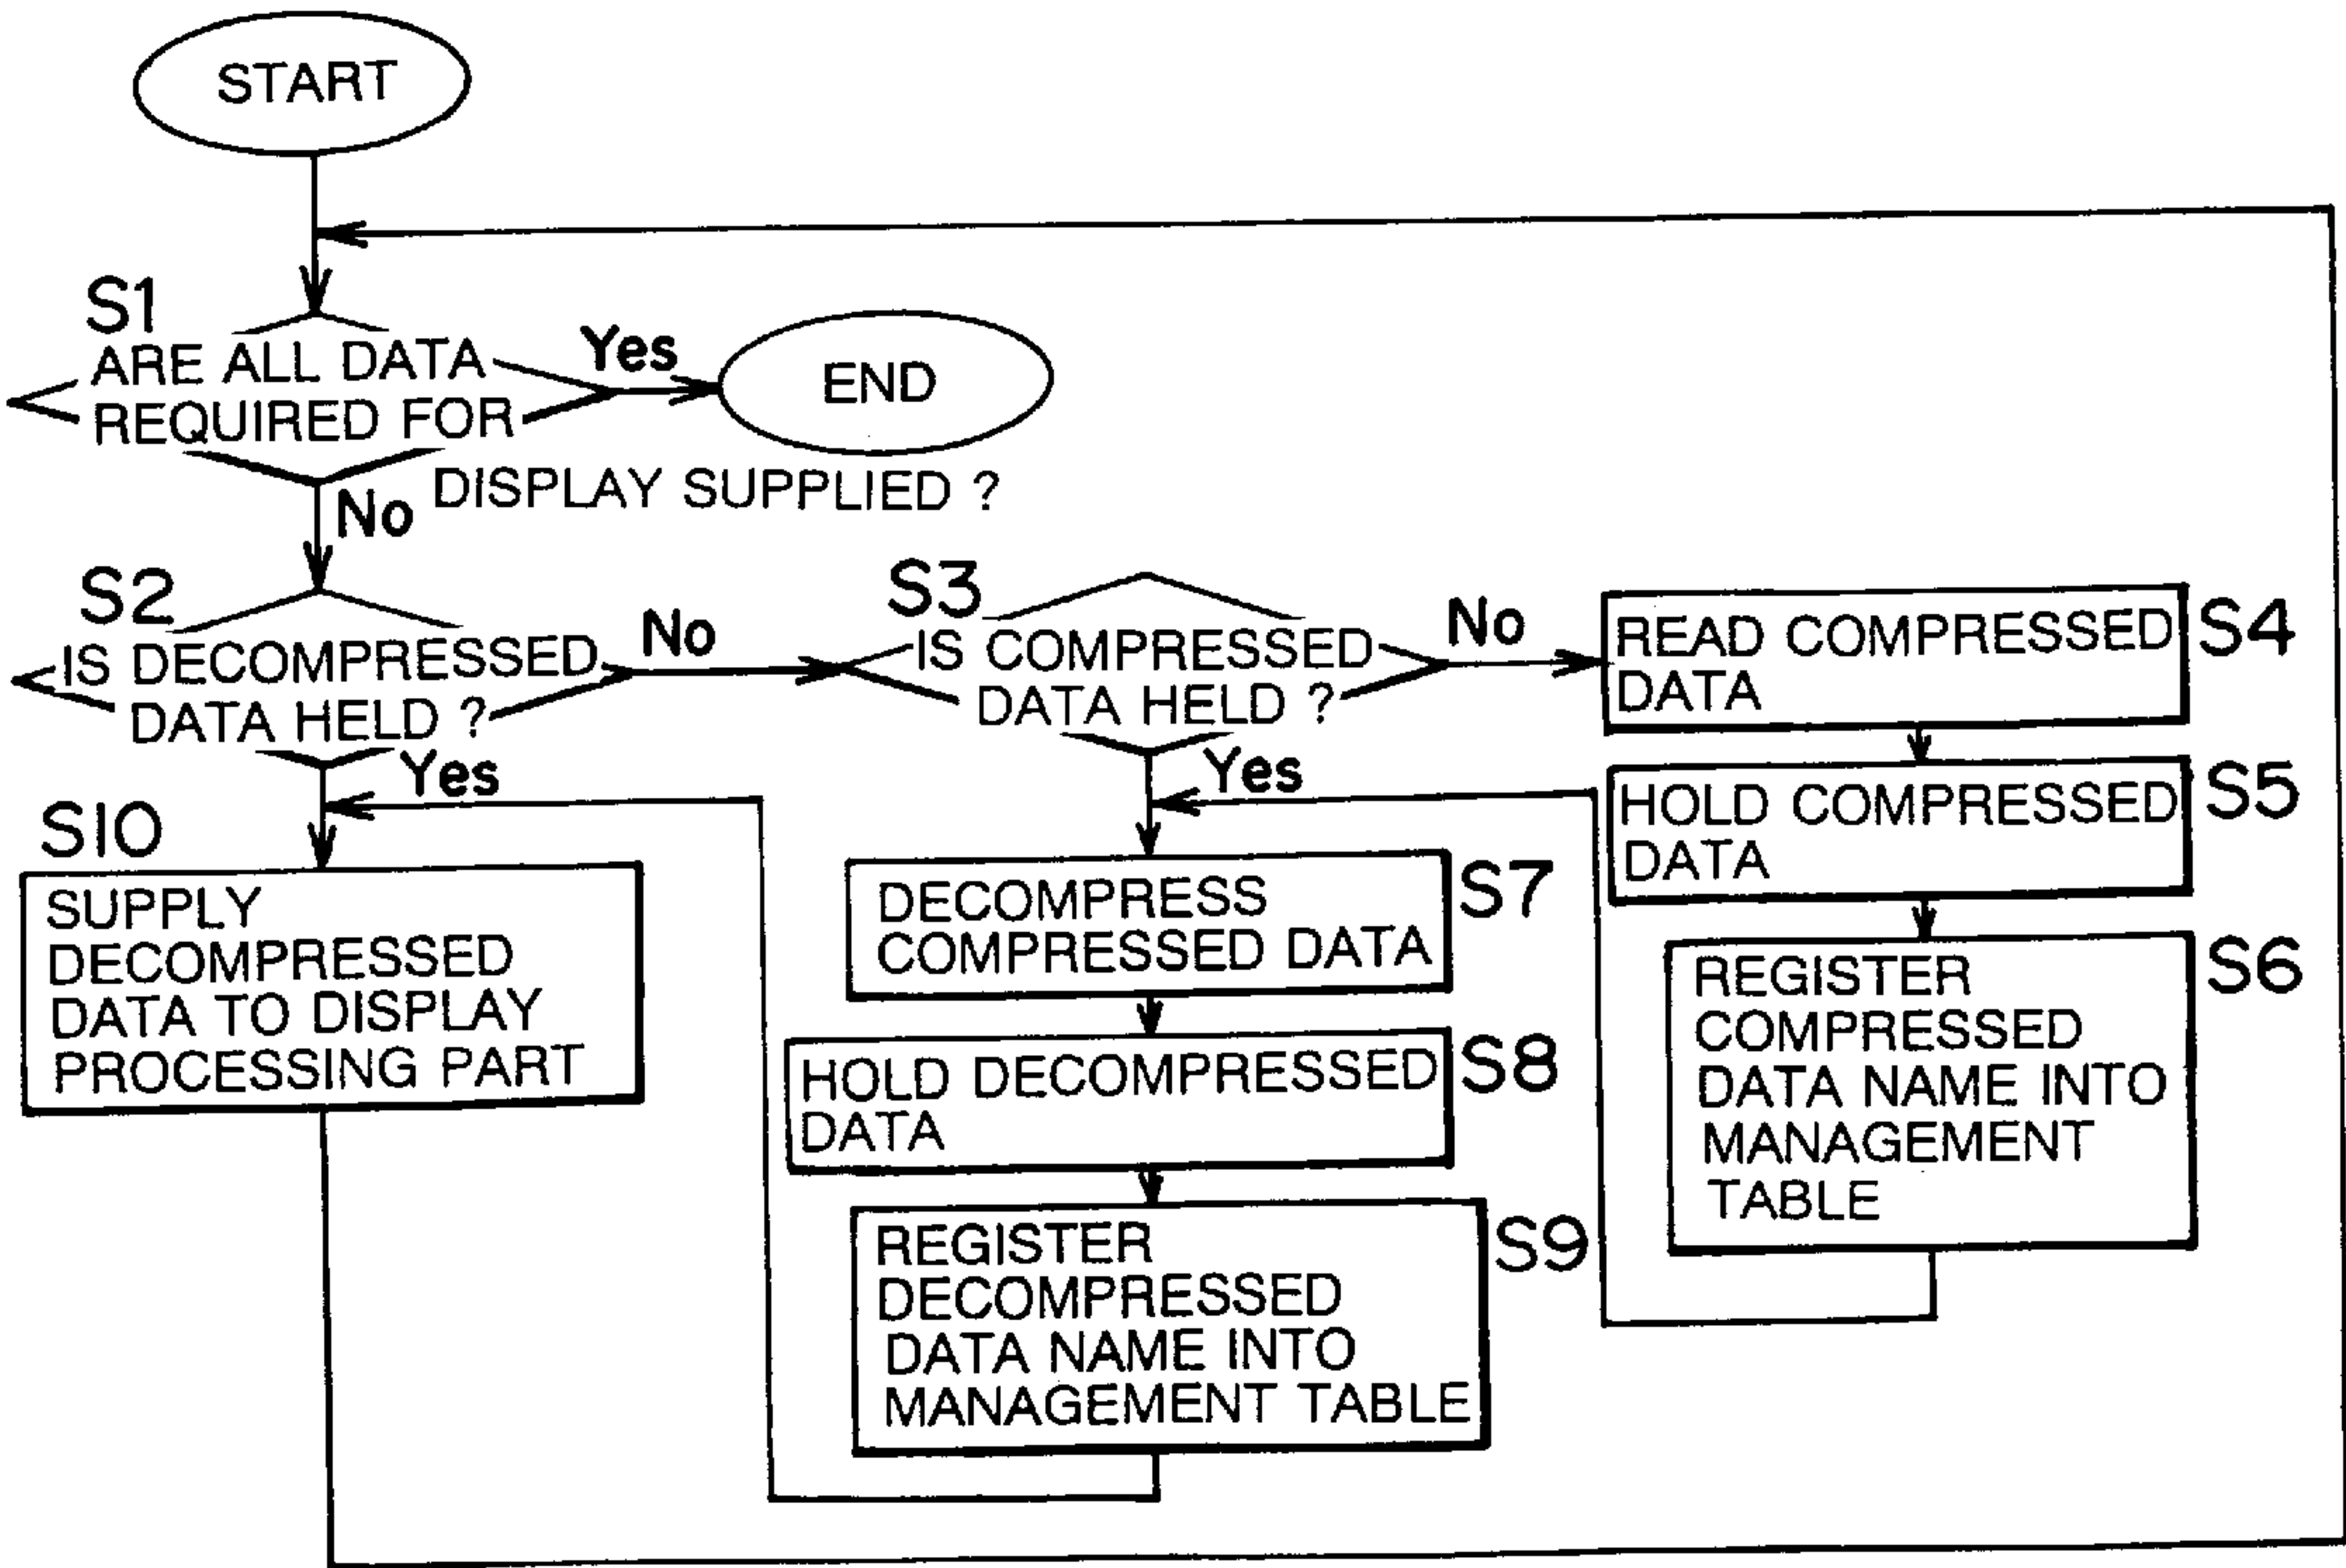 START
S1
ARE ALL DATA
REQUIRED FOR
DISPLAY SUPPLIED ?
Yes
END
No
S2
IS DECOMPRESSED
DATA HELD ?
No
Yes
S3
IS COMPRESSED
DATA HELD ?
No
Yes
READ COMPRESSED
DATA
S4
HOLD COMPRESSED
DATA
S5
REGISTER
COMPRESSED
DATA NAME INTO
MANAGEMENT
TABLE
S6
DECOMPRESS
COMPRESSED DATA
S7
HOLD DECOMPRESSED
DATA
S8
REGISTER
DECOMPRESSED
DATA NAME INTO
MANAGEMENT TABLE
S9
S10
SUPPLY
DECOMPRESSED
DATA TO DISPLAY
PROCESSING PART